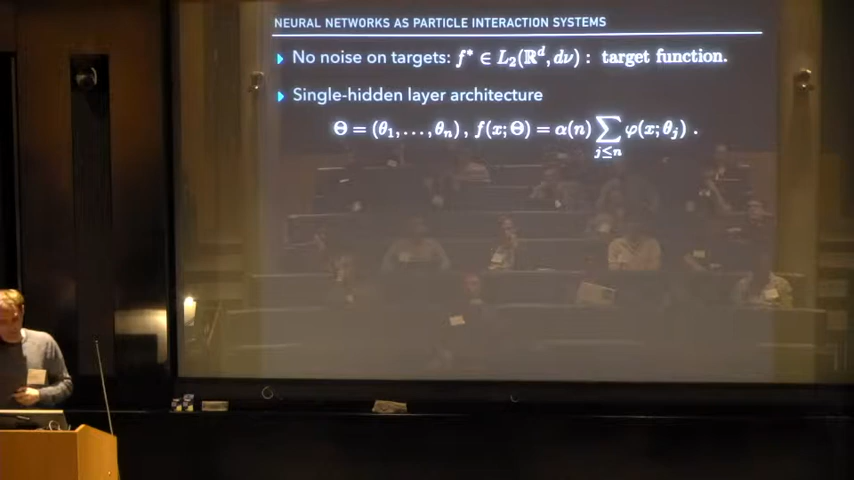 NEURAL NETWORKS AS PARTICLE INTERACTION SYSTEMS
▸ No noise on targets: f* ∈ L₂(ℝᵈ, dν) : target function.
▸ Single-hidden layer architecture
Θ = (θ₁, . . . , θₙ) , f(x; Θ) = α(n) ∑_{j≤n} φ(x; θⱼ) .